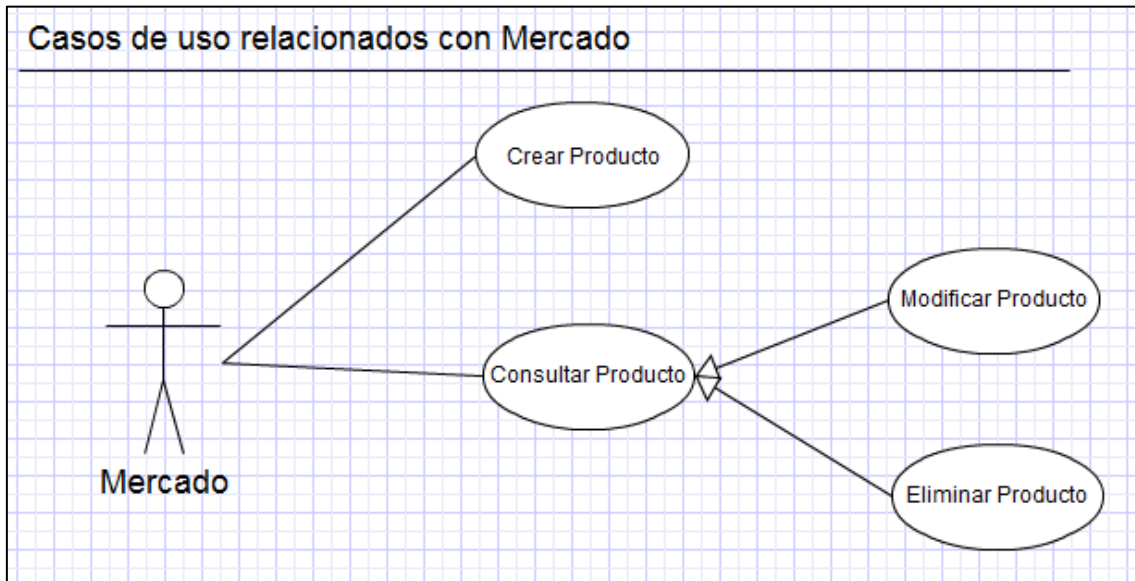 Casos de uso relacionados con Mercado
Crear Producto
Modificar Producto
Consultar Producto
Eliminar Producto
Mercado